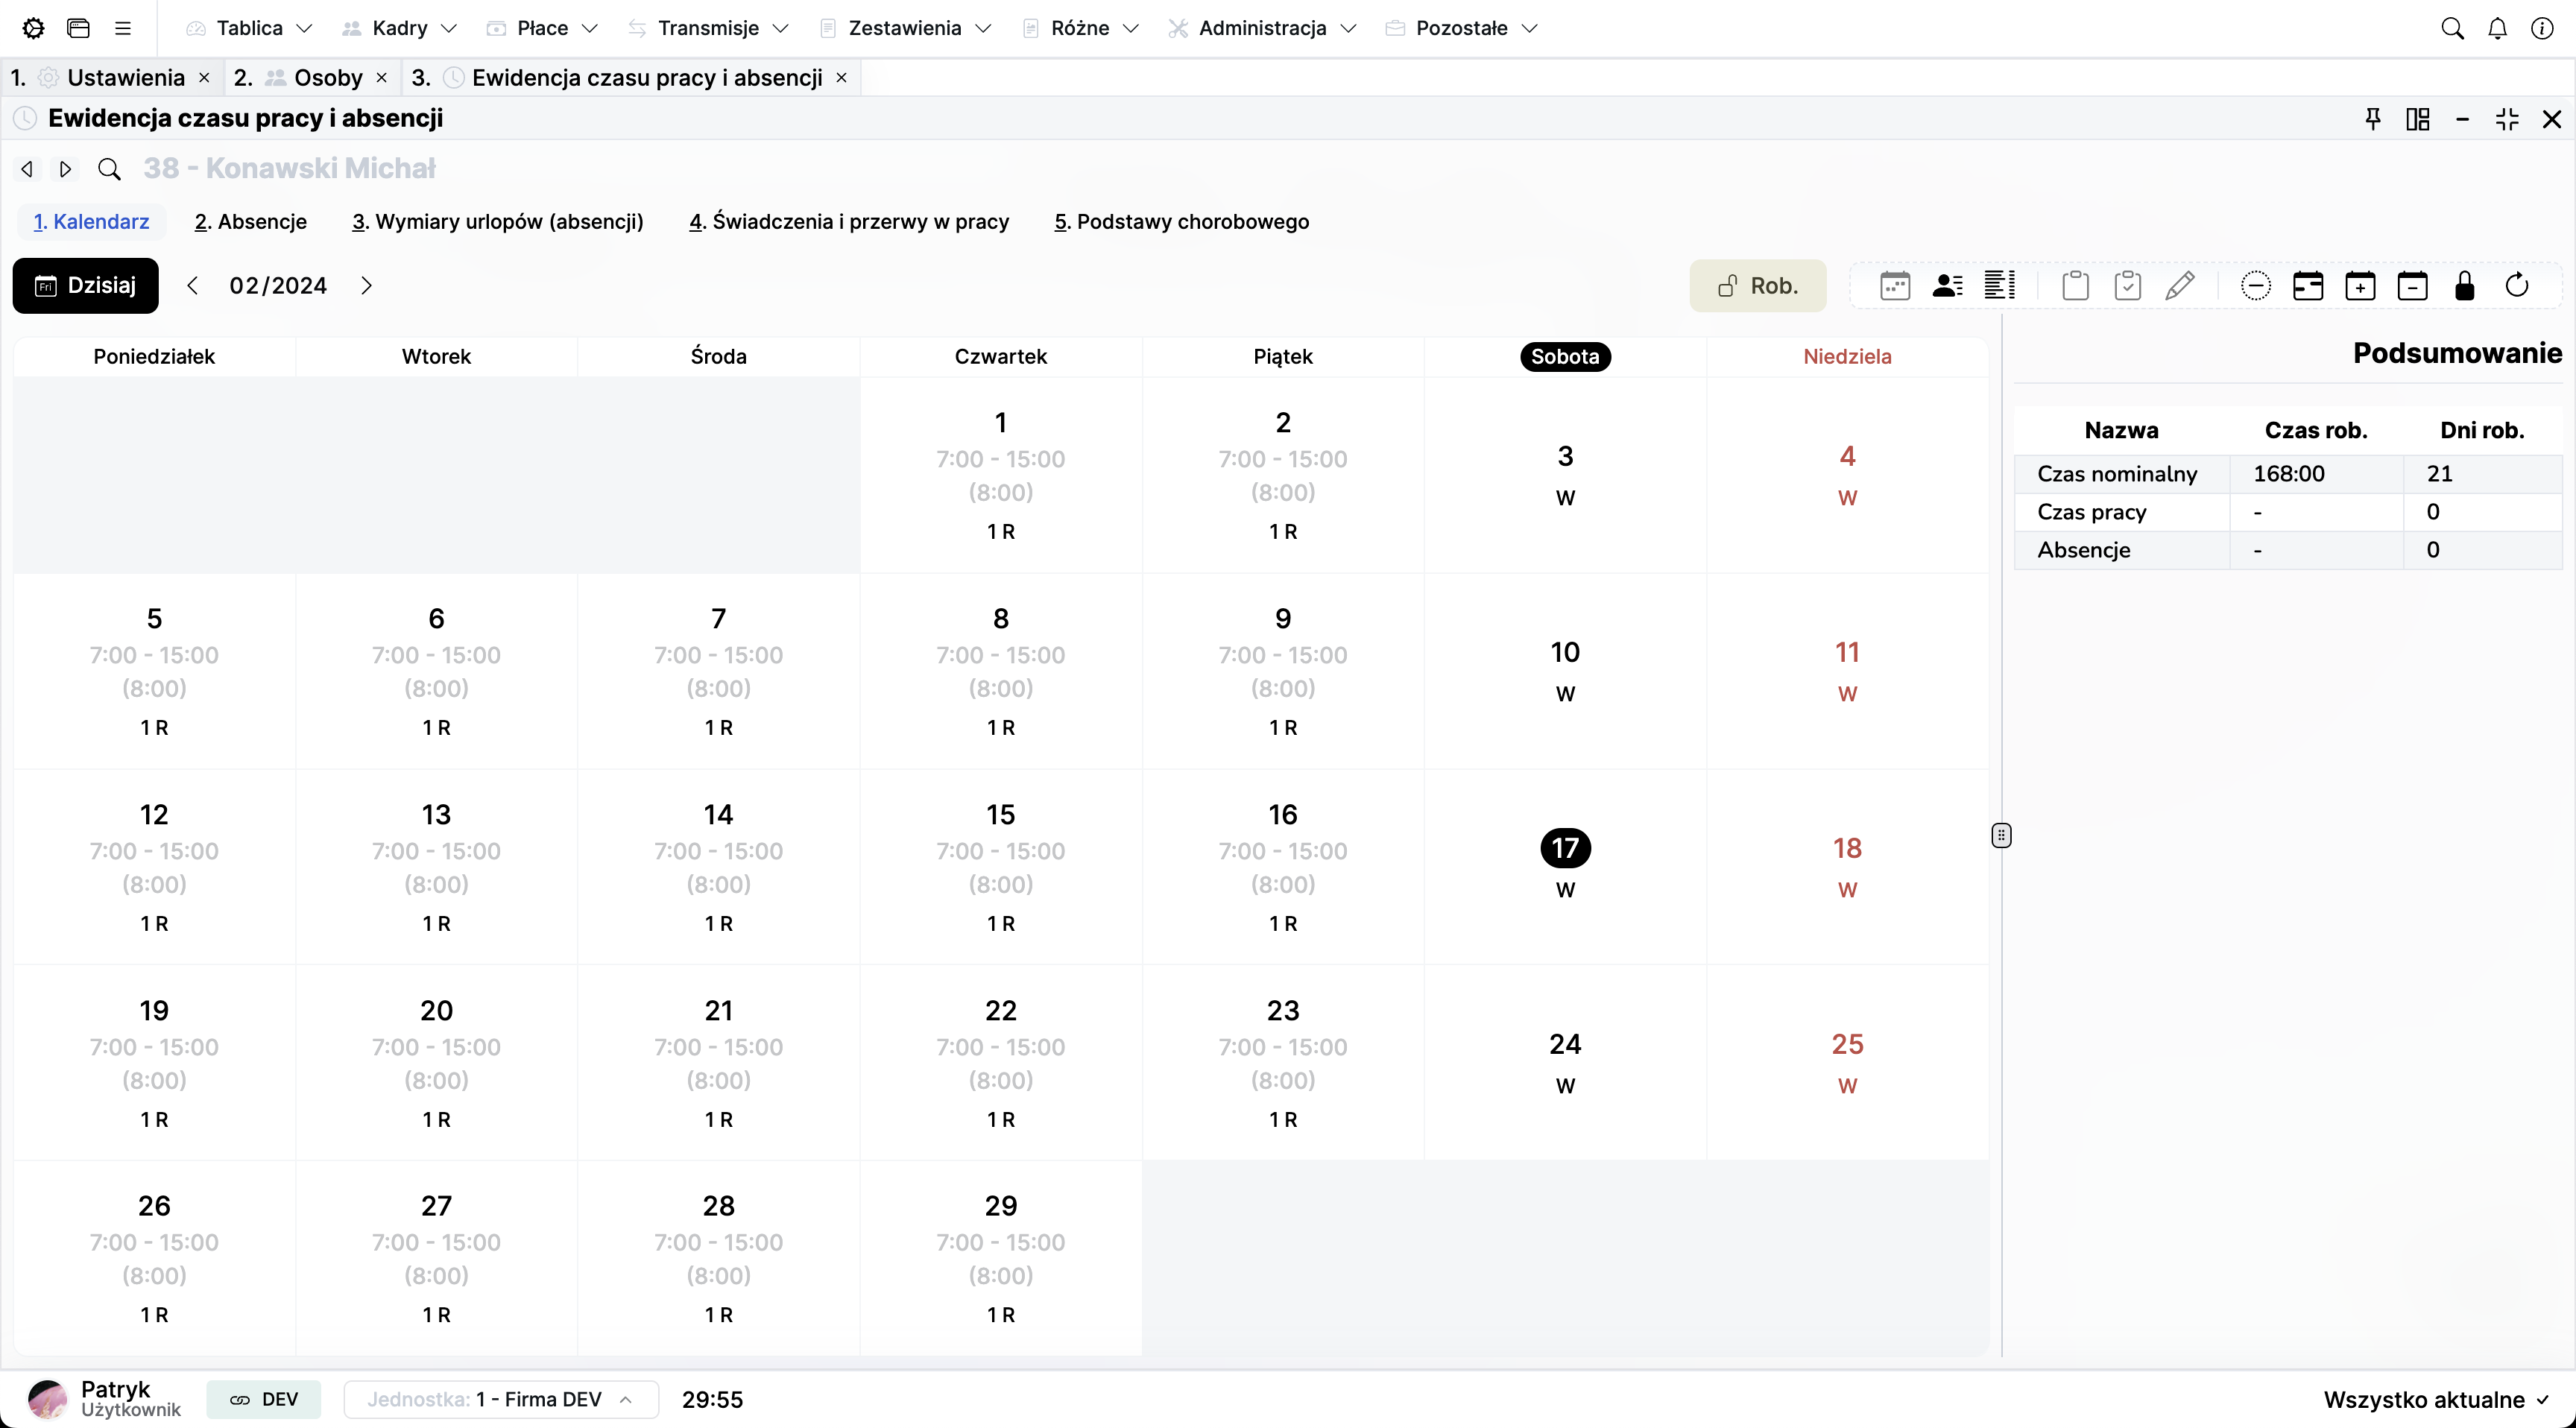 Tablica Kadry Płace Transmisje Zestawienia Różne Administracja Pozostałe
1. Ustawienia 2. Osoby 3. Ewidencja czasu pracy i absencji
Ewidencja czasu pracy i absencji
38 - Konawski Michał
1. Kalendarz 2. Absencje 3. Wymiary urlopów (absencji) 4. Świadczenia i przerwy w pracy 5. Podstawy chorobowego
Fri Dzisiaj 02/2024 Rob.
Poniedziałek Wtorek Środa Czwartek Piątek Sobota Niedziela
1 2 3 4
7:00 - 15:00 7:00 - 15:00
(8:00) (8:00) W W
1 R 1 R
5 6 7 8 9 10 11
7:00 - 15:00 7:00 - 15:00 7:00 - 15:00 7:00 - 15:00 7:00 - 15:00
(8:00) (8:00) (8:00) (8:00) (8:00) W W
1 R 1 R 1 R 1 R 1 R
12 13 14 15 16 17 18
7:00 - 15:00 7:00 - 15:00 7:00 - 15:00 7:00 - 15:00 7:00 - 15:00
(8:00) (8:00) (8:00) (8:00) (8:00) W W
1 R 1 R 1 R 1 R 1 R
19 20 21 22 23 24 25
7:00 - 15:00 7:00 - 15:00 7:00 - 15:00 7:00 - 15:00 7:00 - 15:00
(8:00) (8:00) (8:00) (8:00) (8:00) W W
1 R 1 R 1 R 1 R 1 R
26 27 28 29
7:00 - 15:00 7:00 - 15:00 7:00 - 15:00 7:00 - 15:00
(8:00) (8:00) (8:00) (8:00)
1 R 1 R 1 R 1 R
Podsumowanie
Nazwa Czas rob. Dni rob.
Czas nominalny 168:00 21
Czas pracy - 0
Absencje - 0
Patryk
Użytkownik
DEV Jednostka: 1 - Firma DEV 29:55 Wszystko aktualne